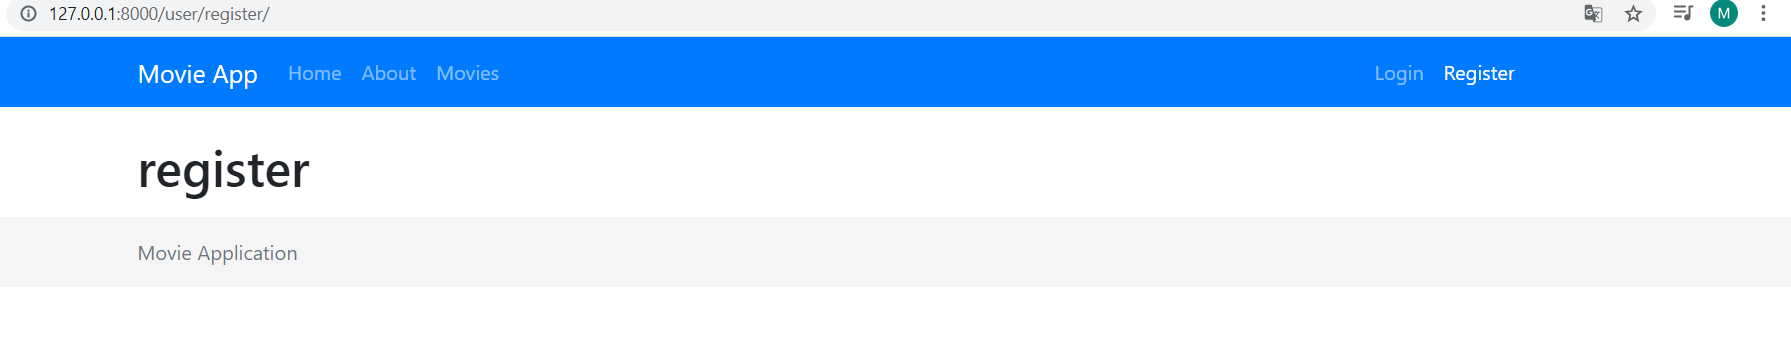 127.0.0.1:8000/user/register/
M
Movie App Home About Movies Login Register
register
Movie Application